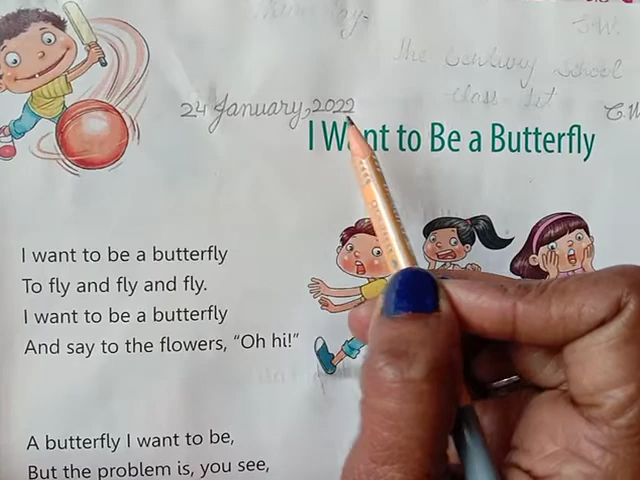 The Century School
Class - 1st
C.W
24 January, 2022
I Want to Be a Butterfly
I want to be a butterfly
To fly and fly and fly.
I want to be a butterfly
And say to the flowers, “Oh hi!”
A butterfly I want to be,
But the problem is, you see,